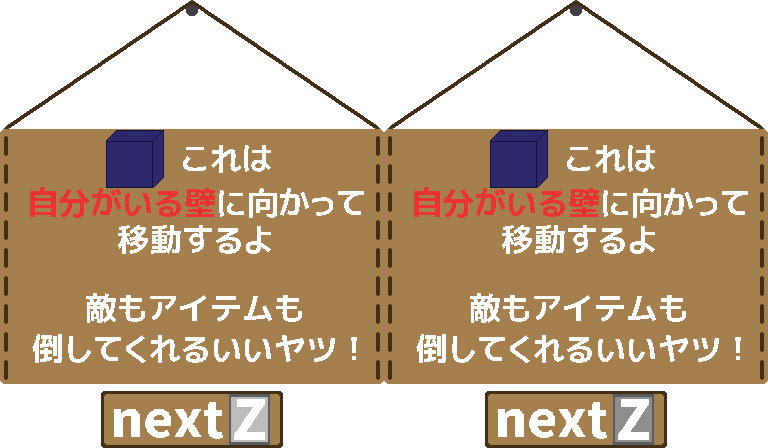 これは
自分がいる壁に向かって
移動するよ
敵もアイテムも
倒してくれるいいヤツ！
next Z
これは
自分がいる壁に向かって
移動するよ
敵もアイテムも
倒してくれるいいヤツ！
next Z